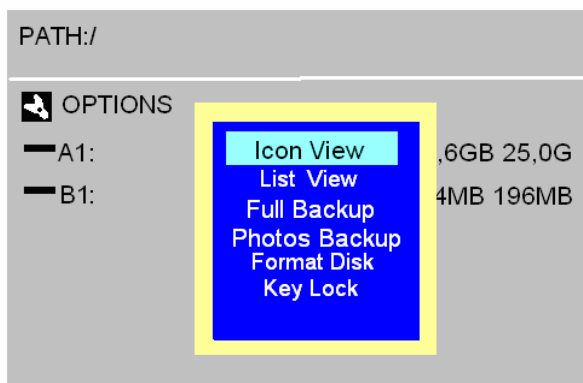 PATH:/
OPTIONS
A1: ,6GB 25,0G
B1: 4MB 196MB
Icon View
List View
Full Backup
Photos Backup
Format Disk
Key Lock